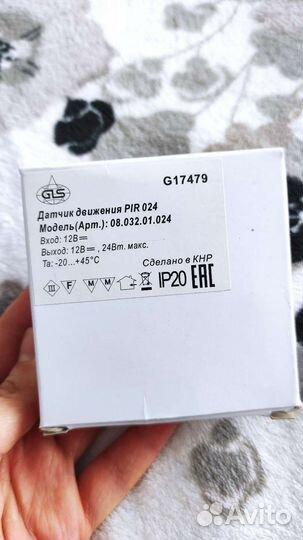 GLS
G17479
Датчик движения PIR 024
Модель(Арт.): 08.032.01.024
Вход: 12В
Выход: 12В , 24Вт. макс.
Ta: -20...+45°C
Сделано в КНР
III F M M IP20 EAC
Avito